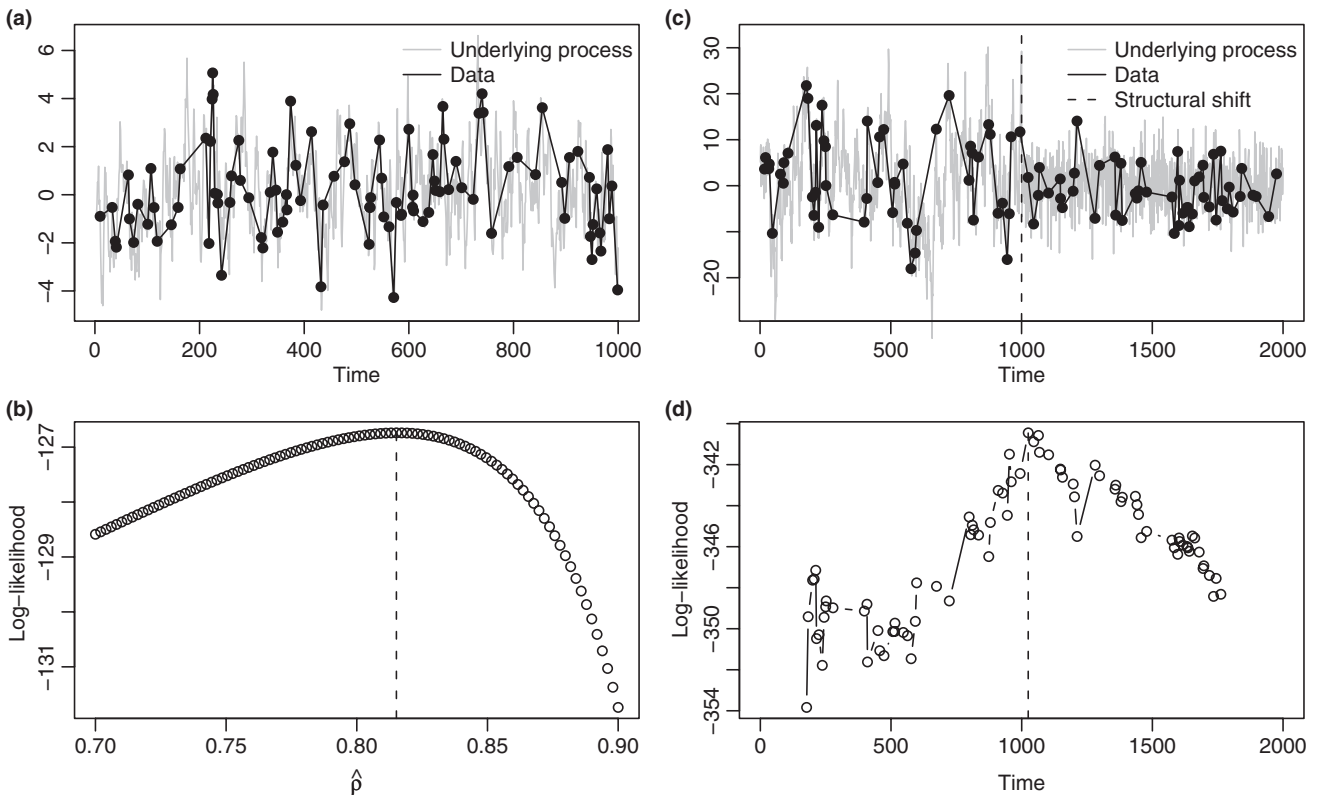 (a)
6
4
2
0
−2
−4
Underlying process
Data
0 200 400 600 800 1000
Time
(c)
30
20
10
0
−20
Underlying process
Data
Structural shift
0 500 1000 1500 2000
Time
(b)
Log−likelihood
−127
−129
−131
0.70 0.75 0.80 0.85 0.90
ρ̂
(d)
Log−likelihood
−342
−346
−350
−354
0 500 1000 1500 2000
Time